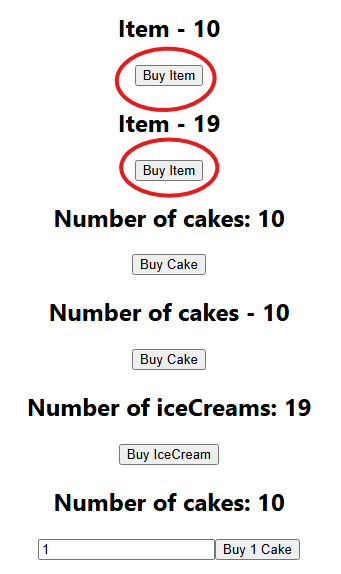 Item - 10
Buy Item
Item - 19
Buy Item
Number of cakes: 10
Buy Cake
Number of cakes - 10
Buy Cake
Number of iceCreams: 19
Buy IceCream
Number of cakes: 10
1 Buy 1 Cake